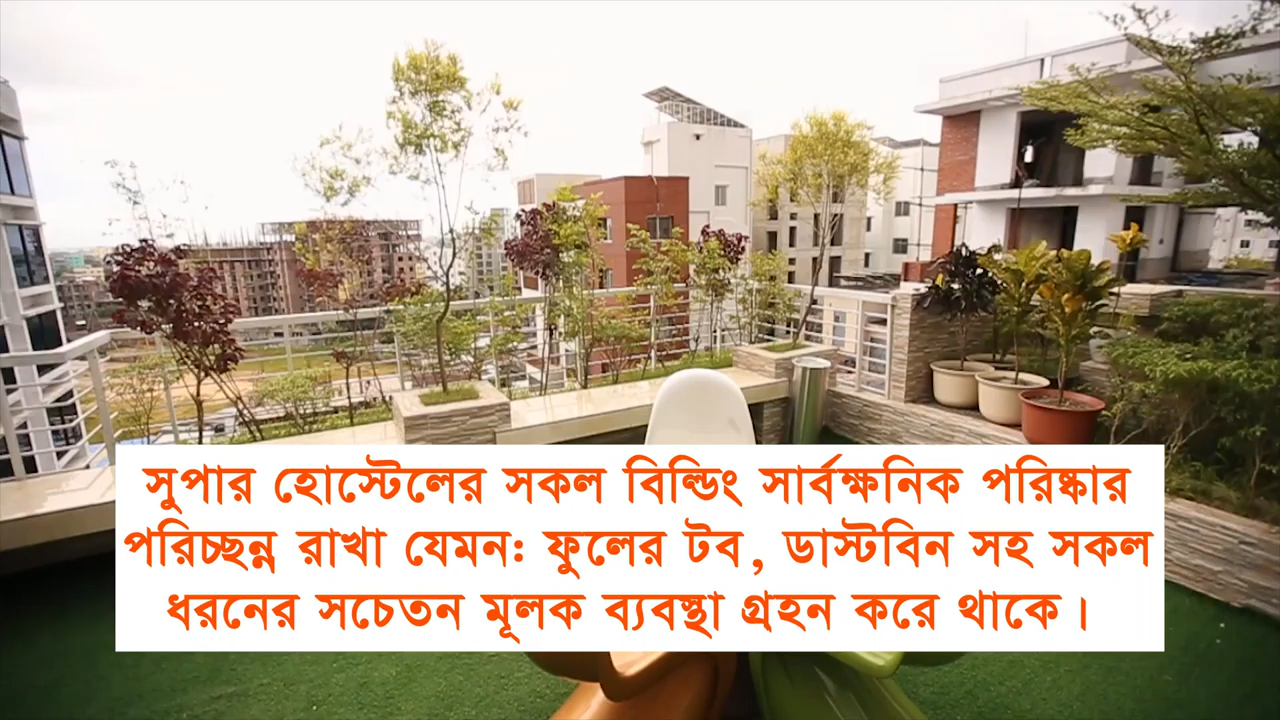 সুপার হোস্টেলের সকল বিল্ডিং সার্বক্ষনিক পরিষ্কার
পরিচ্ছন্ন রাখা যেমন: ফুলের টব, ডাস্টবিন সহ সকল
ধরনের সচেতন মূলক ব্যবস্থা গ্রহন করে থাকে।